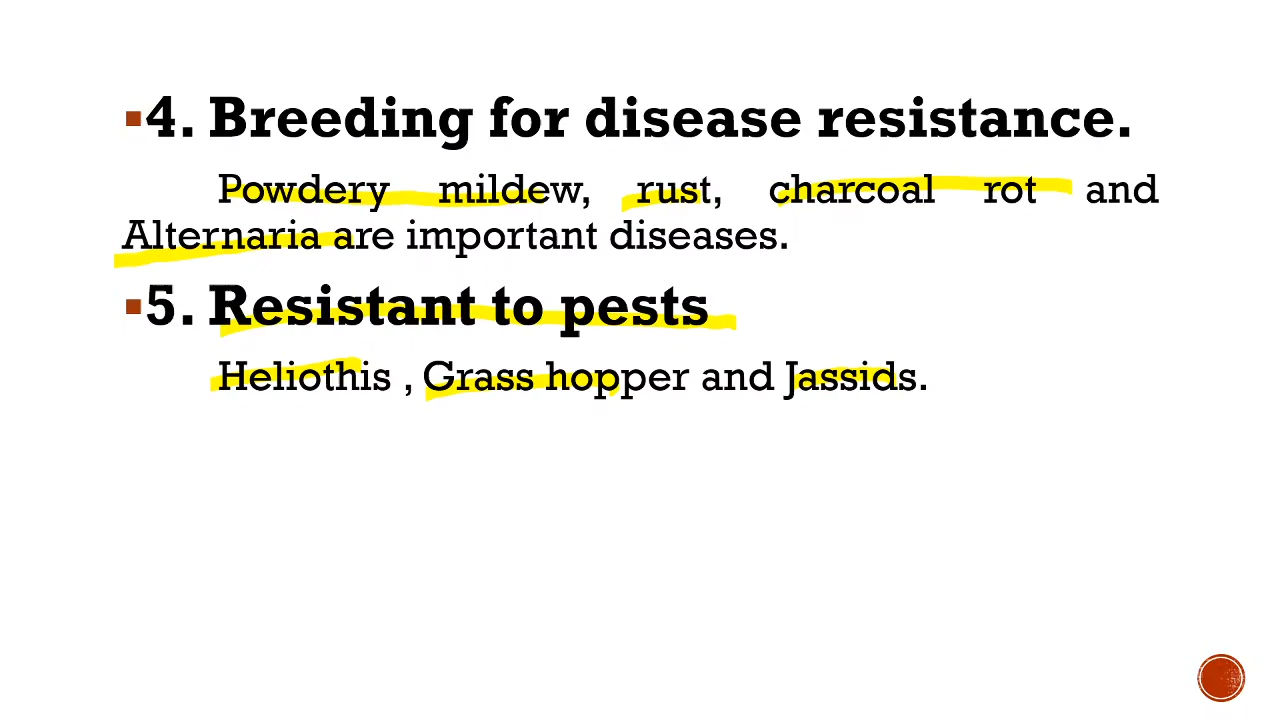 ▪4. Breeding for disease resistance.
Powdery mildew, rust, charcoal rot and
Alternaria are important diseases.
▪5. Resistant to pests
Heliothis , Grass hopper and Jassids.